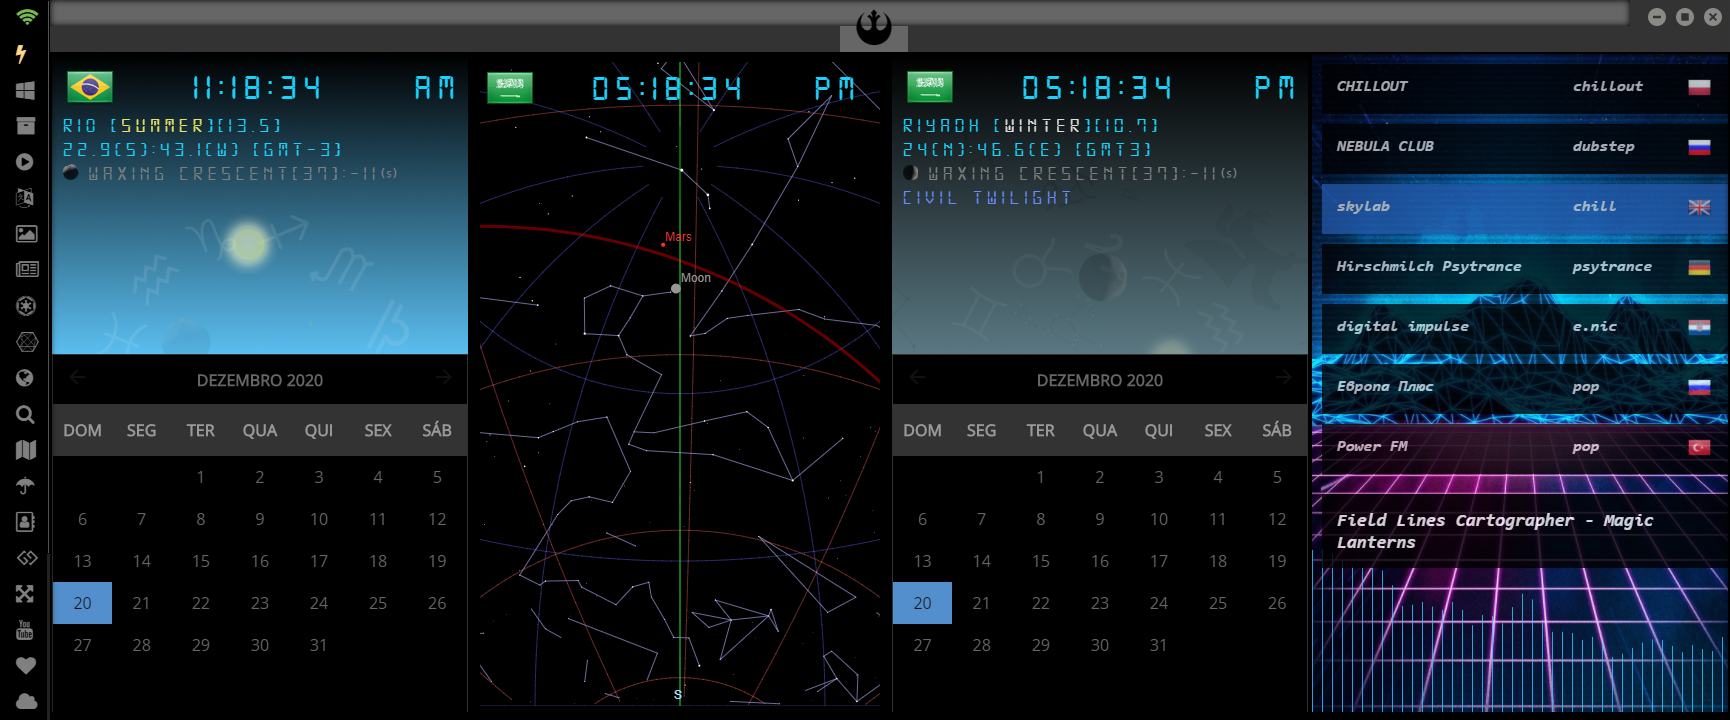 11:18:34 AM
RIO [SUMMER][13.5]
22.9(S):43.1(W) [GMT-3]
WAXING CRESCENT[37]:-11(s)
DEZEMBRO 2020
DOM SEG TER QUA QUI SEX SÁB
1 2 3 4 5
6 7 8 9 10 11 12
13 14 15 16 17 18 19
20 21 22 23 24 25 26
27 28 29 30 31
05:18:34 PM
Mars
Moon
S
05:18:34 PM
RIYADH [WINTER][10.7]
24(N):46.6(E) [GMT3]
WAXING CRESCENT[37]:-11(s)
CIVIL TWILIGHT
DEZEMBRO 2020
DOM SEG TER QUA QUI SEX SÁB
1 2 3 4 5
6 7 8 9 10 11 12
13 14 15 16 17 18 19
20 21 22 23 24 25 26
27 28 29 30 31
CHILLOUT chillout
NEBULA CLUB dubstep
skylab chill
Hirschmilch Psytrance psytrance
digital impulse e.nic
Европа Плюс pop
Power FM pop
Field Lines Cartographer - Magic
Lanterns
You
Tube